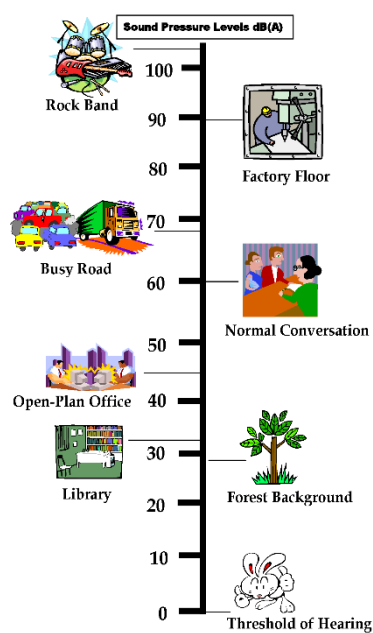 Sound Pressure Levels dB(A)
100
Rock Band
90
Factory Floor
80
70
Busy Road
60
Normal Conversation
50
Open-Plan Office
40
30
Library
Forest Background
20
10
0
Threshold of Hearing